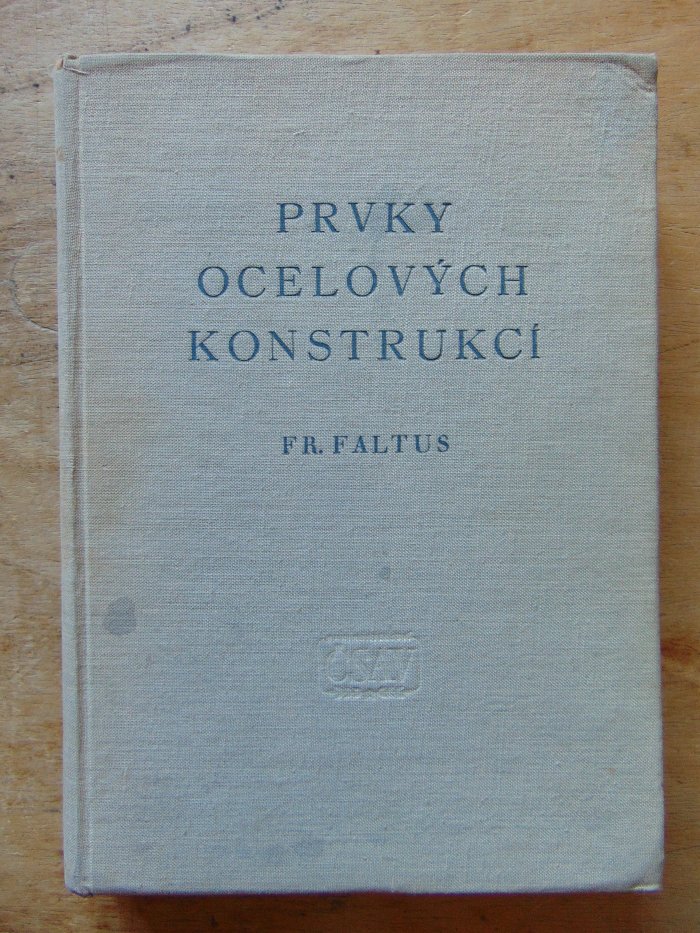 PRVKY
OCELOVÝCH
KONSTRUKCÍ
FR. FALTUS
ČSAV